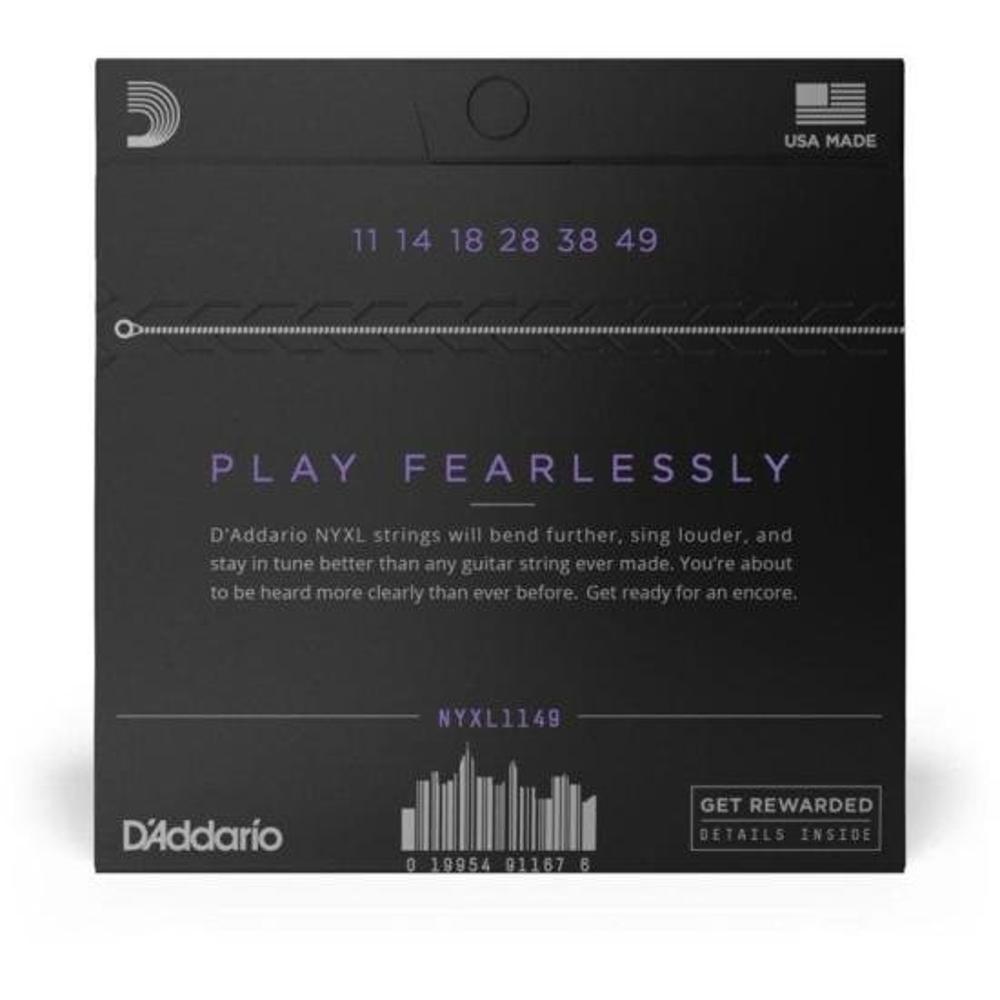 USA MADE
11 14 18 28 38 49
PLAY FEARLESSLY
D'Addario NYXL strings will bend further, sing louder, and
stay in tune better than any guitar string ever made. You're about
to be heard more clearly than ever before. Get ready for an encore.
NYXL1149
D'Addario
0 19954 91167 6
GET REWARDED
DETAILS INSIDE